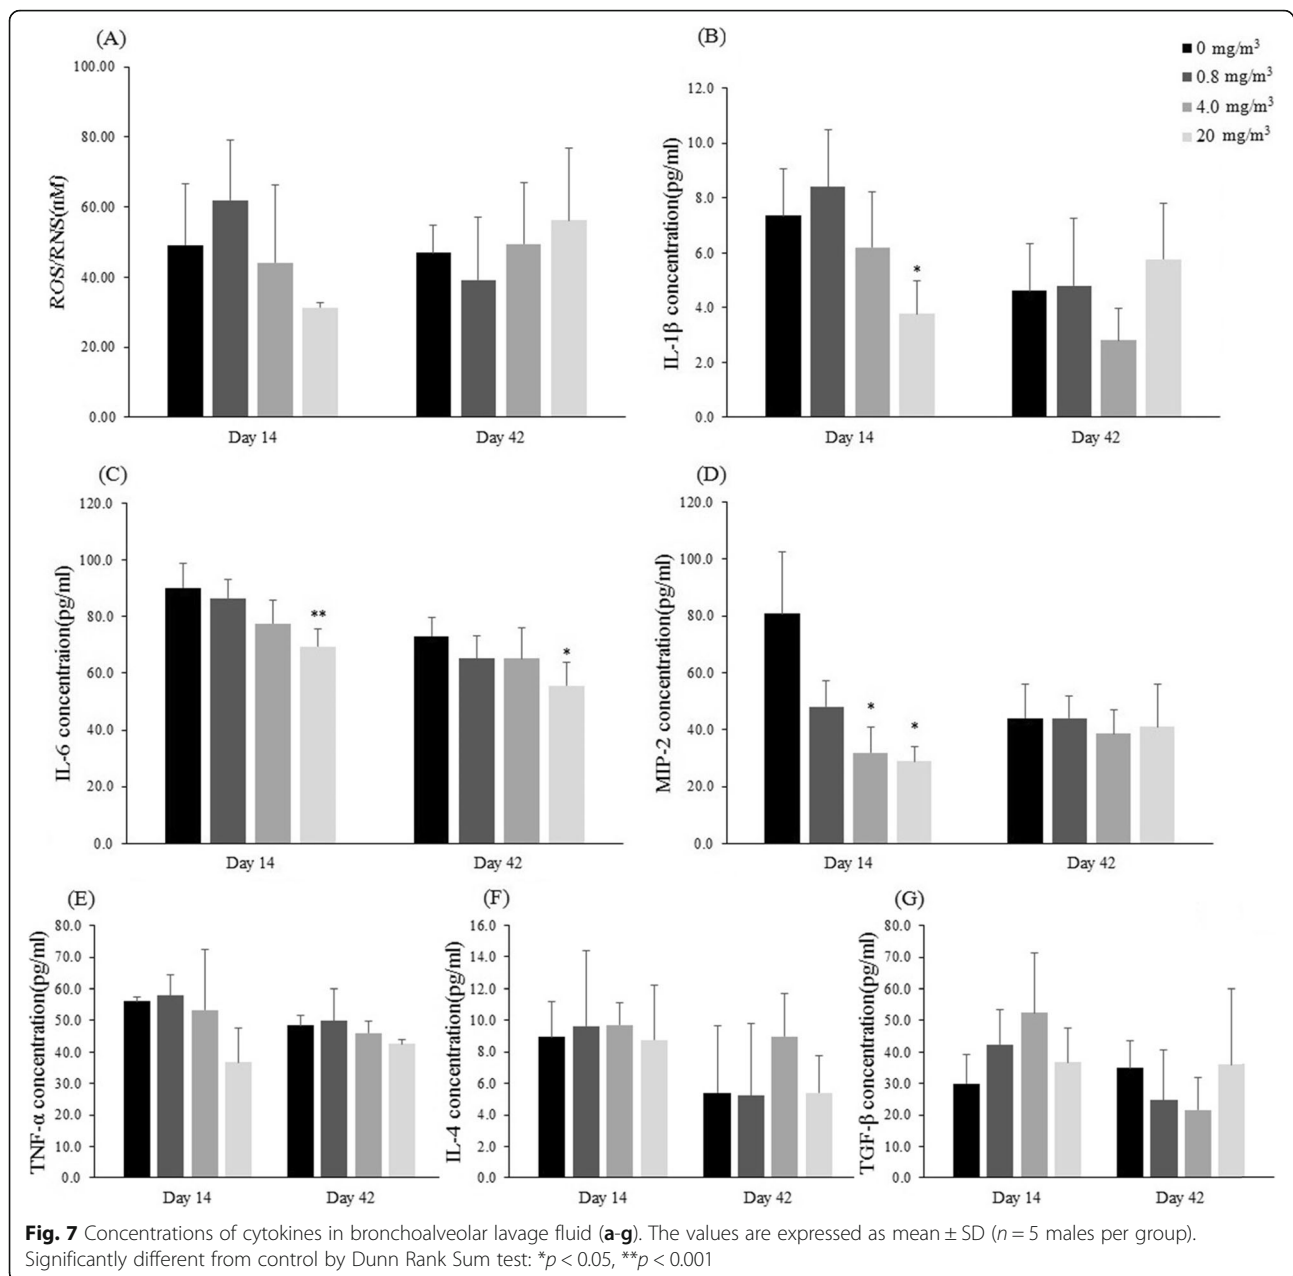 (A)
ROS/RNS(nM)
100.00
80.00
60.00
40.00
20.00
0.00
Day 14 Day 42
(B)
0 mg/m³
0.8 mg/m³
4.0 mg/m³
20 mg/m³
IL-1β concentration(pg/ml)
12.0
10.0
8.0
6.0
4.0
2.0
0.0
*
Day 14 Day 42
(C)
IL-6 concentraion(pg/ml)
120.0
100.0
80.0
60.0
40.0
20.0
0.0
**
*
Day 14 Day 42
(D)
MIP-2 concentration(pg/ml)
120.0
100.0
80.0
60.0
40.0
20.0
0.0
* *
Day 14 Day 42
(E)
TNF-α concentration(pg/ml)
80.0
70.0
60.0
50.0
40.0
30.0
20.0
10.0
0.0
Day 14 Day 42
(F)
IL-4 concentration(pg/ml)
16.0
14.0
12.0
10.0
8.0
6.0
4.0
2.0
0.0
Day 14 Day 42
(G)
TGF-β concentration(pg/ml)
80.0
70.0
60.0
50.0
40.0
30.0
20.0
10.0
0.0
Day 14 Day 42
Fig. 7 Concentrations of cytokines in bronchoalveolar lavage fluid (a-g). The values are expressed as mean ± SD (n = 5 males per group).
Significantly different from control by Dunn Rank Sum test: *p < 0.05, **p < 0.001